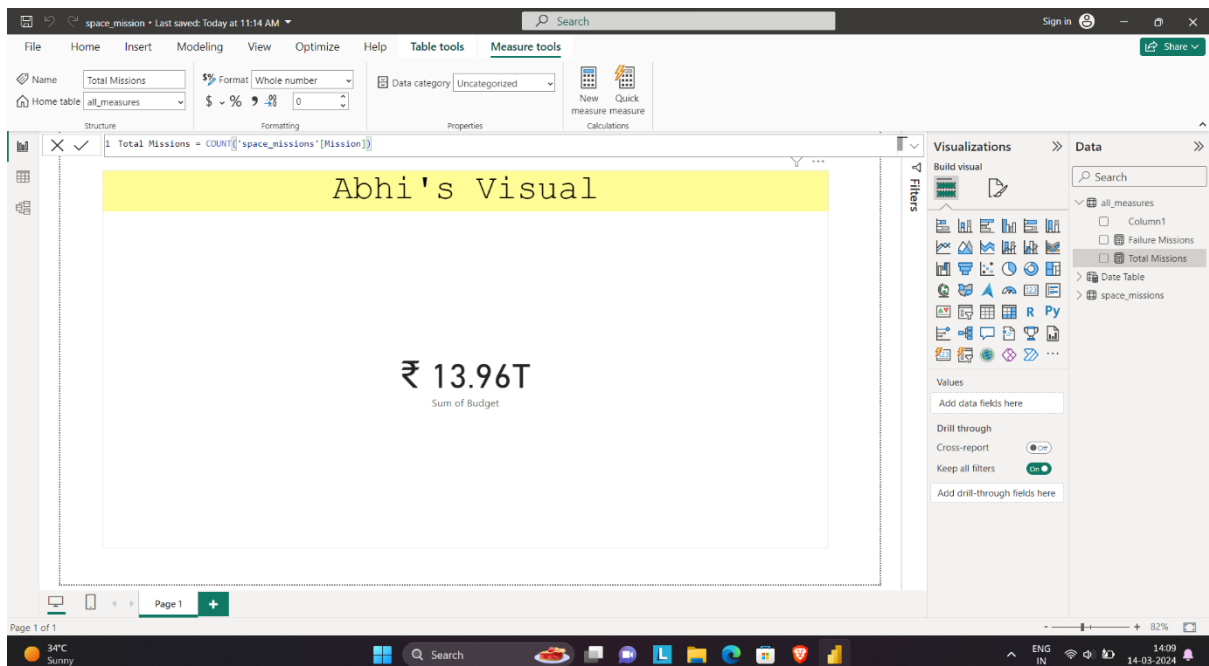 space_mission • Last saved: Today at 11:14 AM
Search
Sign in
File Home Insert Modeling View Optimize Help Table tools Measure tools
Share
Name Total Missions
Home table all_measures
Structure
$% Format Whole number
$ % 9 .00 0
Formatting
Data category Uncategorized
Properties
New measure
Quick measure
Calculations
1 Total Missions = COUNT('space_missions'[Mission])
Abhi's Visual
₹ 13.96T
Sum of Budget
Filters
Visualizations
Build visual
123
R Py
Values
Add data fields here
Drill through
Cross-report Off
Keep all filters On
Add drill-through fields here
Data
Search
all_measures
Column1
Failure Missions
Total Missions
Date Table
space_missions
Page 1
Page 1 of 1
- + 82%
34°C
Sunny
Search
L
ENG
IN
14:09
14-03-2024